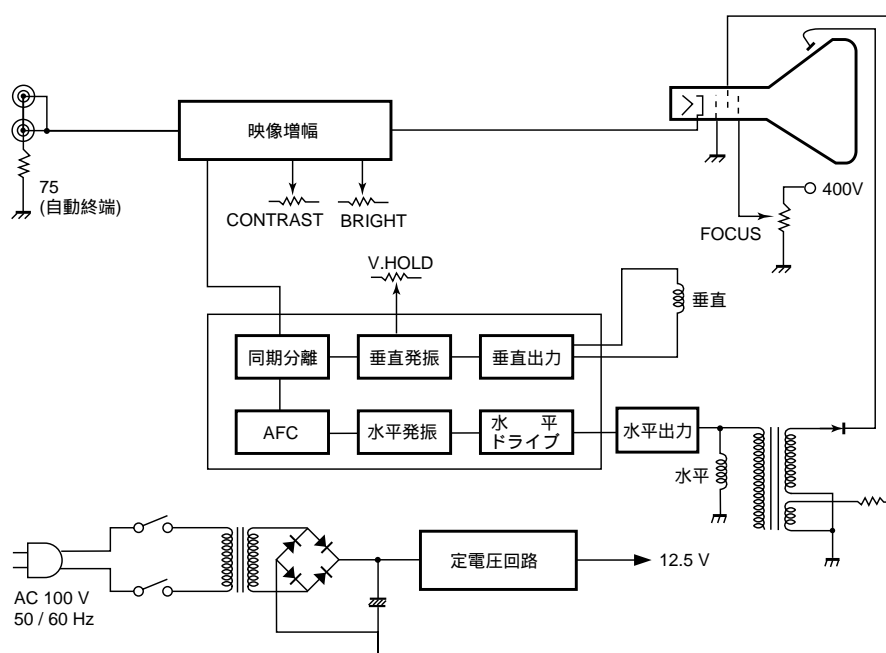 映像増幅
75
(自動終端)
CONTRAST
BRIGHT
400V
FOCUS
V.HOLD
垂直
同期分離
垂直発振
垂直出力
AFC
水平発振
水　平
ドライブ
水平出力
水平
定電圧回路
12.5 V
AC 100 V
50 / 60 Hz